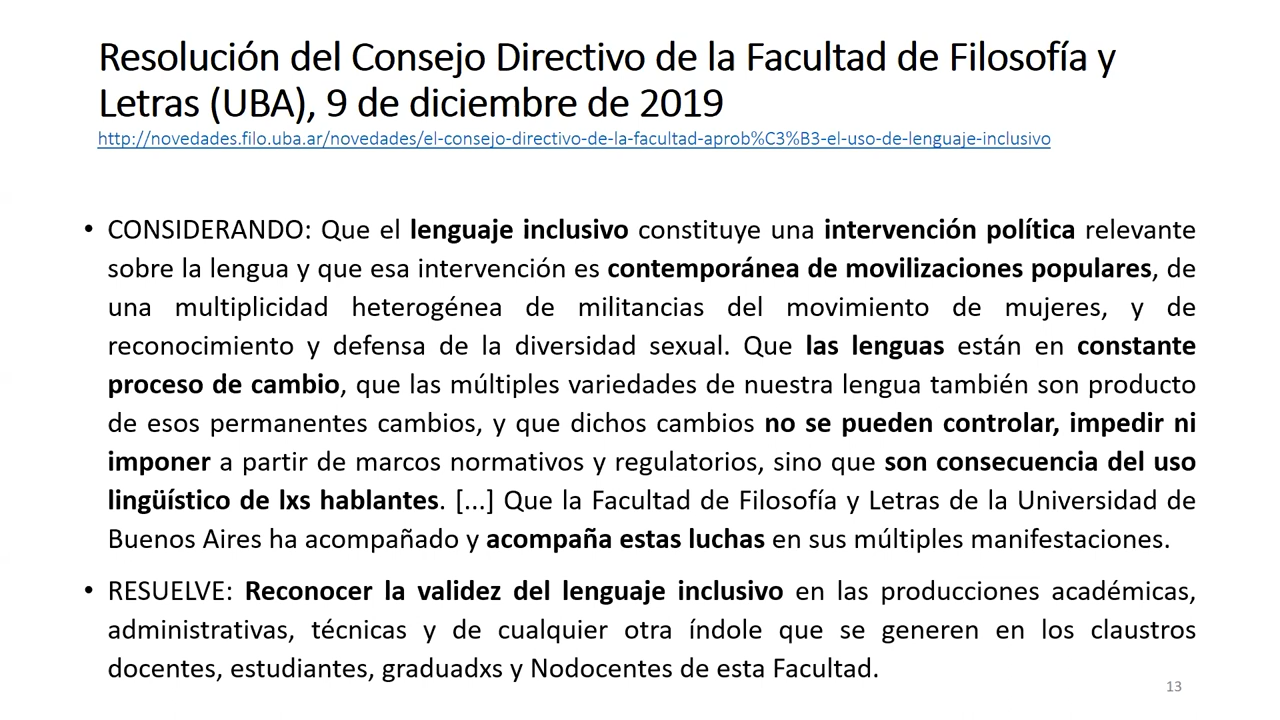 Resolución del Consejo Directivo de la Facultad de Filosofía y
Letras (UBA), 9 de diciembre de 2019
http://novedades.filo.uba.ar/novedades/el-consejo-directivo-de-la-facultad-aprob%C3%B3-el-uso-de-lenguaje-inclusivo
• CONSIDERANDO: Que el lenguaje inclusivo constituye una intervención política relevante
sobre la lengua y que esa intervención es contemporánea de movilizaciones populares, de
una multiplicidad heterogénea de militancias del movimiento de mujeres, y de
reconocimiento y defensa de la diversidad sexual. Que las lenguas están en constante
proceso de cambio, que las múltiples variedades de nuestra lengua también son producto
de esos permanentes cambios, y que dichos cambios no se pueden controlar, impedir ni
imponer a partir de marcos normativos y regulatorios, sino que son consecuencia del uso
lingüístico de lxs hablantes. [...] Que la Facultad de Filosofía y Letras de la Universidad de
Buenos Aires ha acompañado y acompaña estas luchas en sus múltiples manifestaciones.
• RESUELVE: Reconocer la validez del lenguaje inclusivo en las producciones académicas,
administrativas, técnicas y de cualquier otra índole que se generen en los claustros
docentes, estudiantes, graduadxs y Nodocentes de esta Facultad.
13